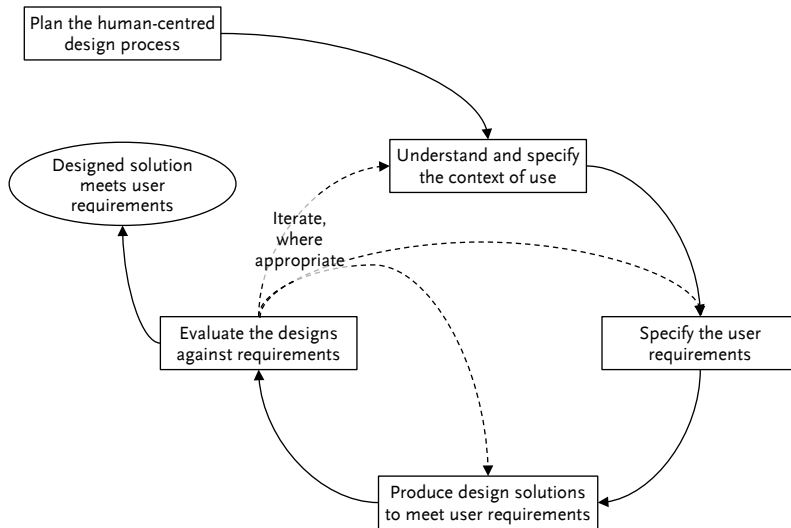 Plan the human-centred
design process
Understand and specify
the context of use
Designed solution
meets user
requirements
Iterate,
where
appropriate
Evaluate the designs
against requirements
Specify the user
requirements
Produce design solutions
to meet user requirements